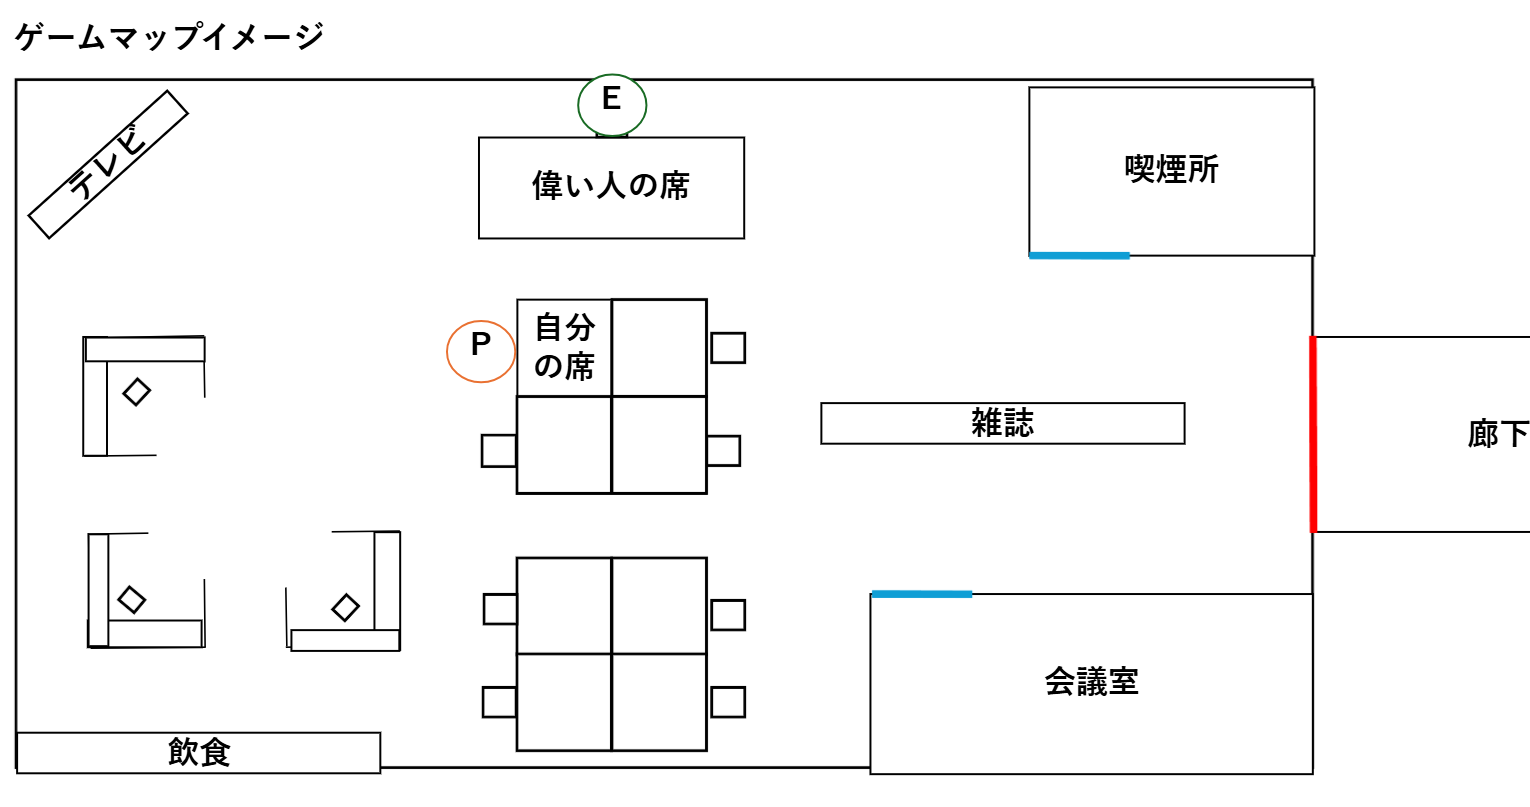 ゲームマップイメージ
E
テレビ
偉い人の席
喫煙所
P
自分
の席
雑誌
廊下
会議室
飲食